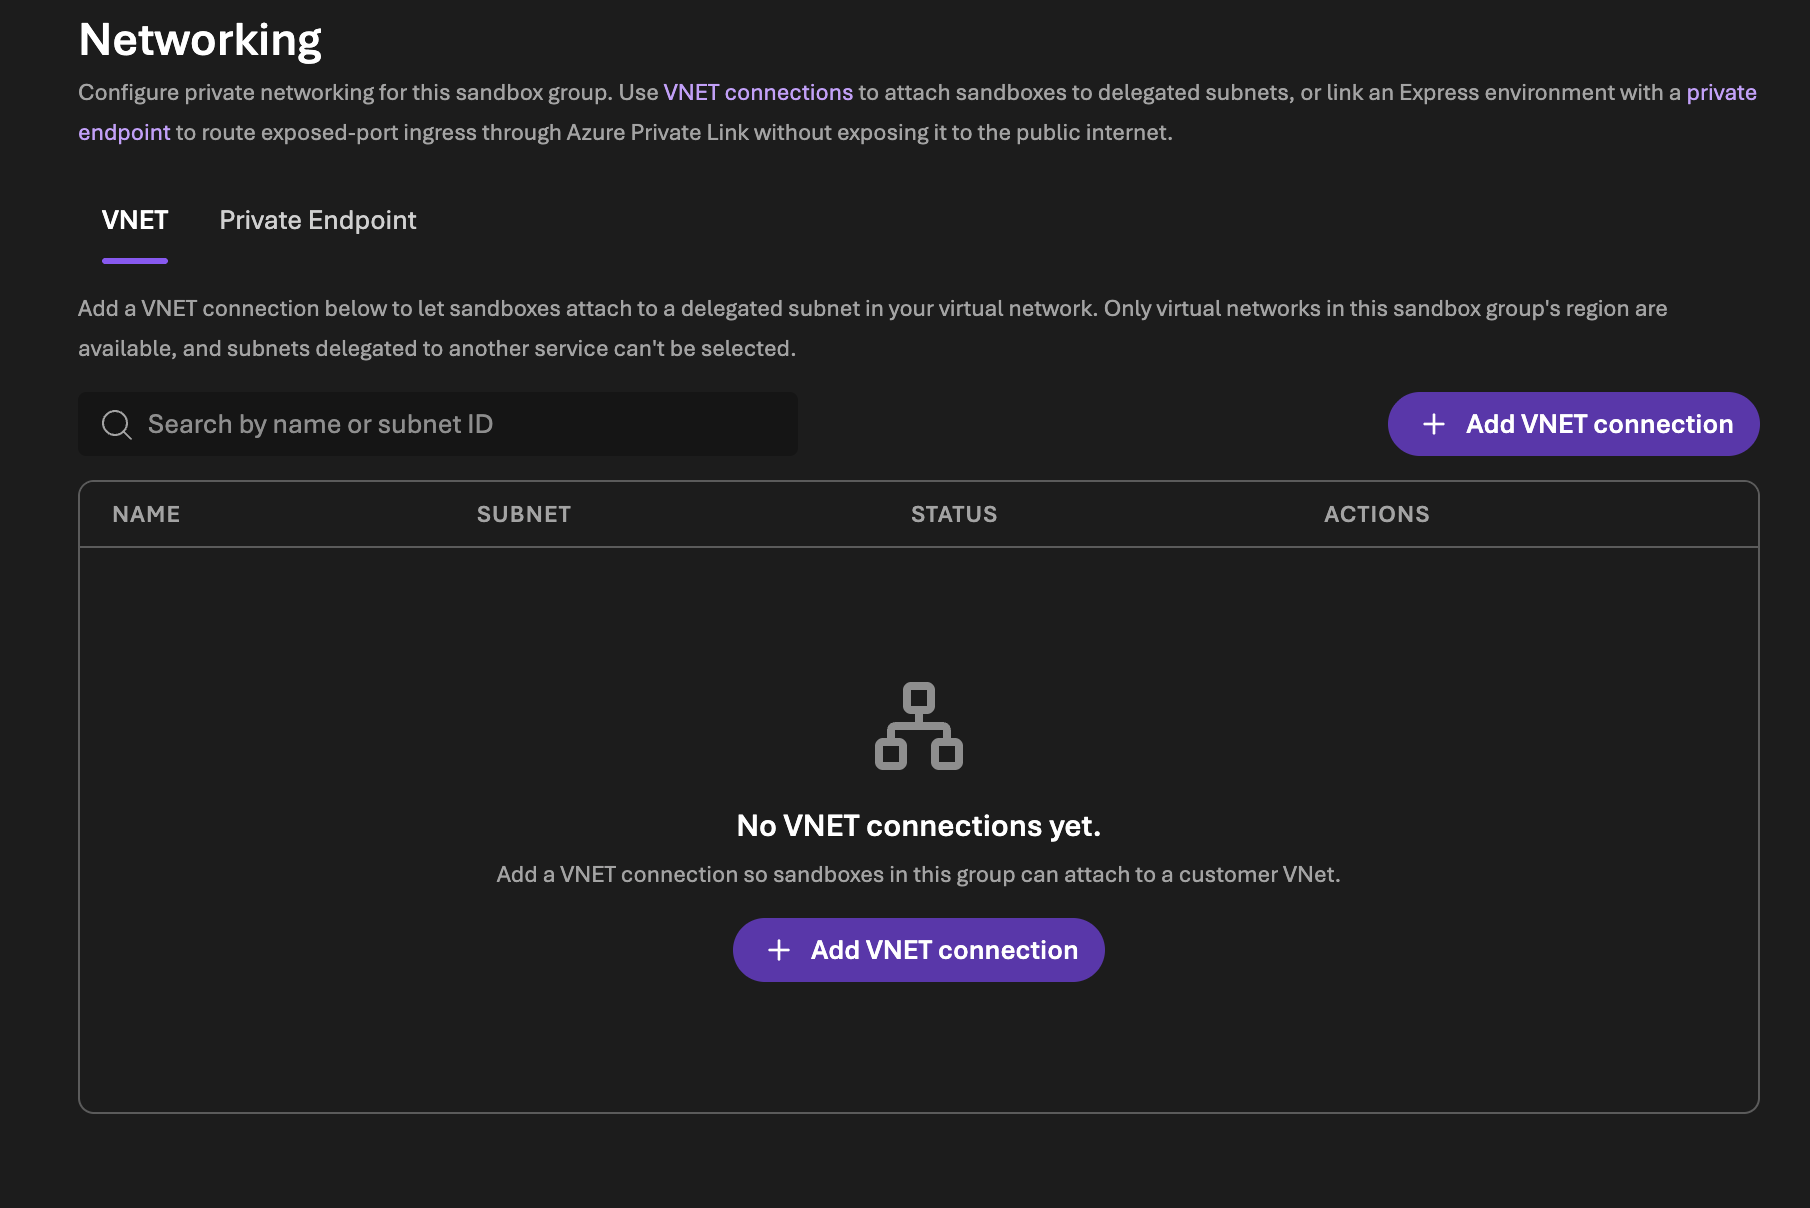 Networking
Configure private networking for this sandbox group. Use VNET connections to attach sandboxes to delegated subnets, or link an Express environment with a private
endpoint to route exposed-port ingress through Azure Private Link without exposing it to the public internet.
VNET Private Endpoint
Add a VNET connection below to let sandboxes attach to a delegated subnet in your virtual network. Only virtual networks in this sandbox group's region are
available, and subnets delegated to another service can't be selected.
Search by name or subnet ID
Add VNET connection
NAME SUBNET STATUS ACTIONS
No VNET connections yet.
Add a VNET connection so sandboxes in this group can attach to a customer VNet.
Add VNET connection